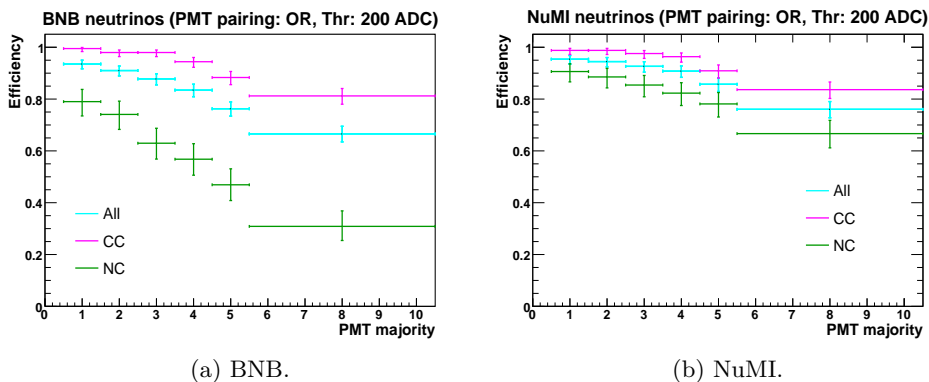 BNB neutrinos (PMT pairing: OR, Thr: 200 ADC)
Efficiency
1
0.8
0.6
0.4
0.2
0
All
CC
NC
0 1 2 3 4 5 6 7 8 9 10
PMT majority
(a) BNB.
NuMI neutrinos (PMT pairing: OR, Thr: 200 ADC)
Efficiency
1
0.8
0.6
0.4
0.2
0
All
CC
NC
0 1 2 3 4 5 6 7 8 9 10
PMT majority
(b) NuMI.